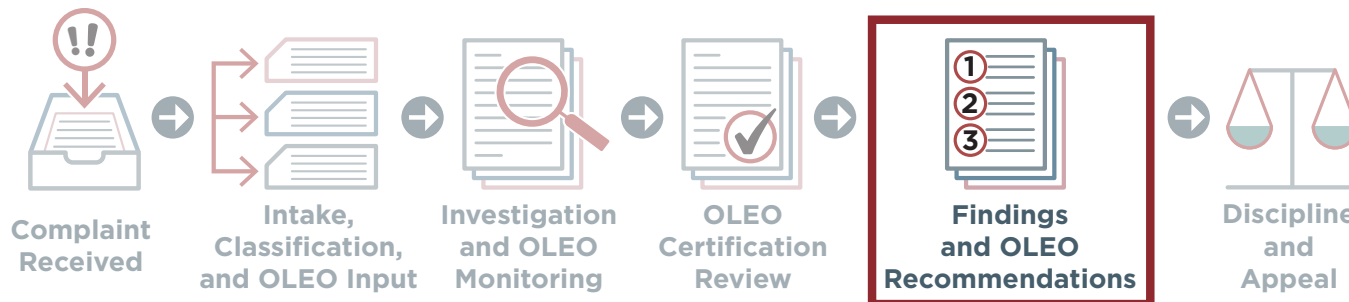 !!
Complaint
Received
Intake,
Classification,
and OLEO Input
Investigation
and OLEO
Monitoring
OLEO
Certification
Review
1
2
3
Findings
and OLEO
Recommendations
Discipline
and
Appeal